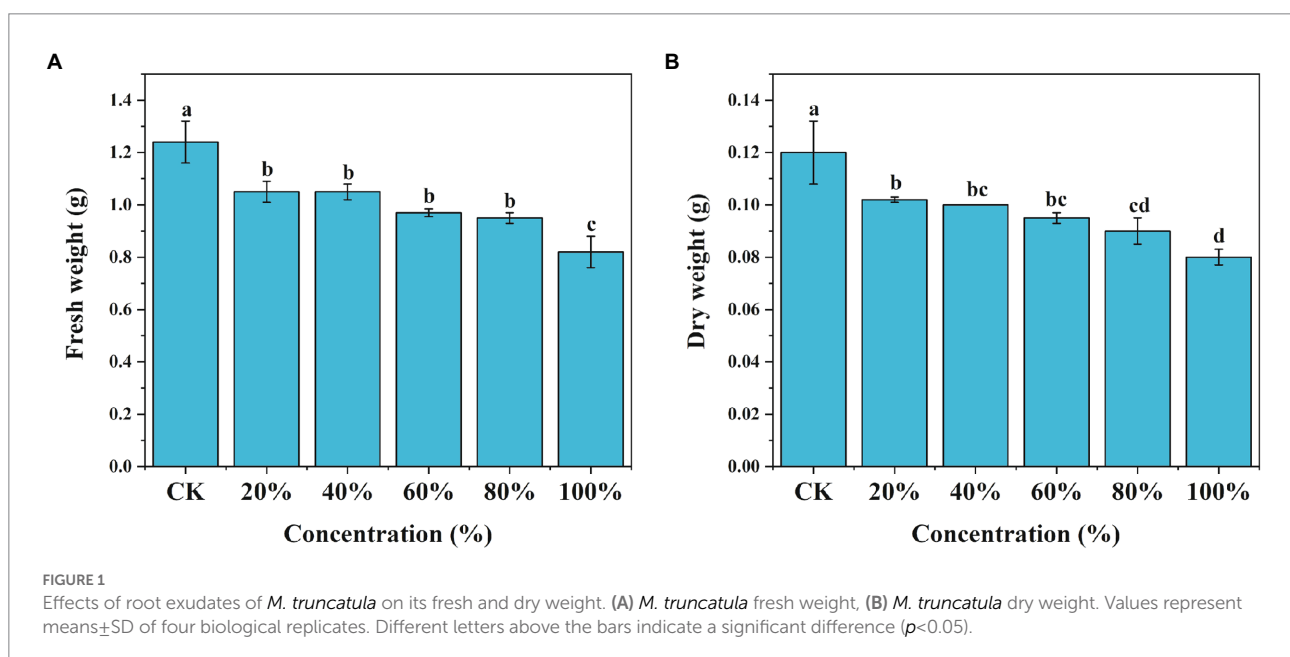 A
B
Fresh weight (g)
1.4
1.2
1.0
0.8
0.6
0.4
0.2
0.0
a
b
b
b
b
c
CK 20% 40% 60% 80% 100%
Concentration (%)
Dry weight (g)
0.14
0.12
0.10
0.08
0.06
0.04
0.02
0.00
a
b
bc
bc
cd
d
CK 20% 40% 60% 80% 100%
Concentration (%)
FIGURE 1
Effects of root exudates of M. truncatula on its fresh and dry weight. (A) M. truncatula fresh weight, (B) M. truncatula dry weight. Values represent
means±SD of four biological replicates. Different letters above the bars indicate a significant difference (p<0.05).